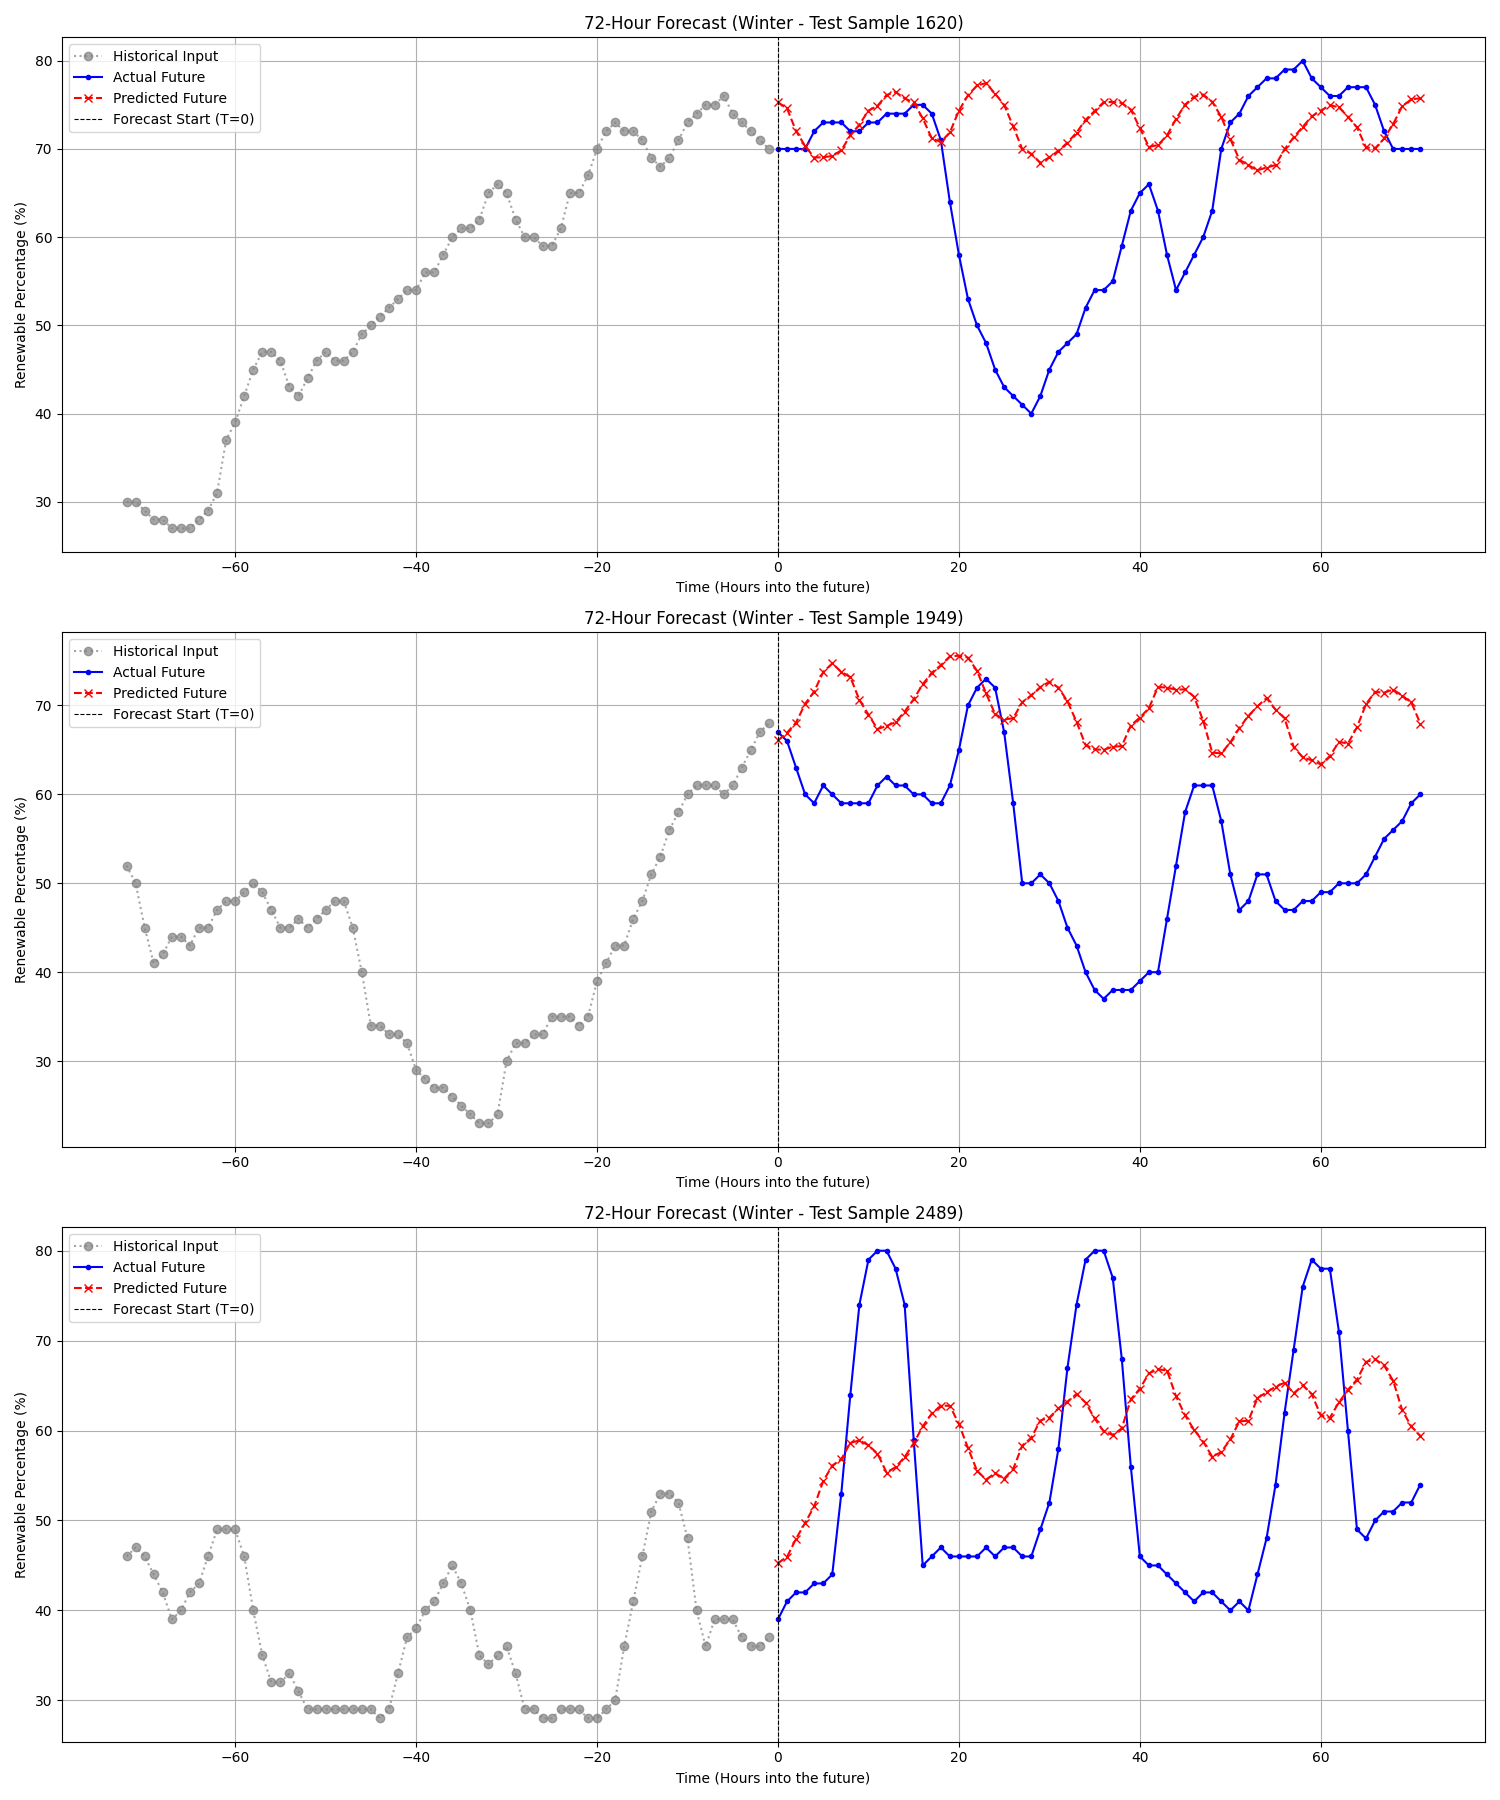 72-Hour Forecast (Winter - Test Sample 1620)
Historical Input
Actual Future
Predicted Future
Forecast Start (T=0)
Renewable Percentage (%)
80
70
60
50
40
30
−60 −40 −20 0 20 40 60
Time (Hours into the future)
72-Hour Forecast (Winter - Test Sample 1949)
Historical Input
Actual Future
Predicted Future
Forecast Start (T=0)
Renewable Percentage (%)
70
60
50
40
30
−60 −40 −20 0 20 40 60
Time (Hours into the future)
72-Hour Forecast (Winter - Test Sample 2489)
Historical Input
Actual Future
Predicted Future
Forecast Start (T=0)
Renewable Percentage (%)
80
70
60
50
40
30
−60 −40 −20 0 20 40 60
Time (Hours into the future)